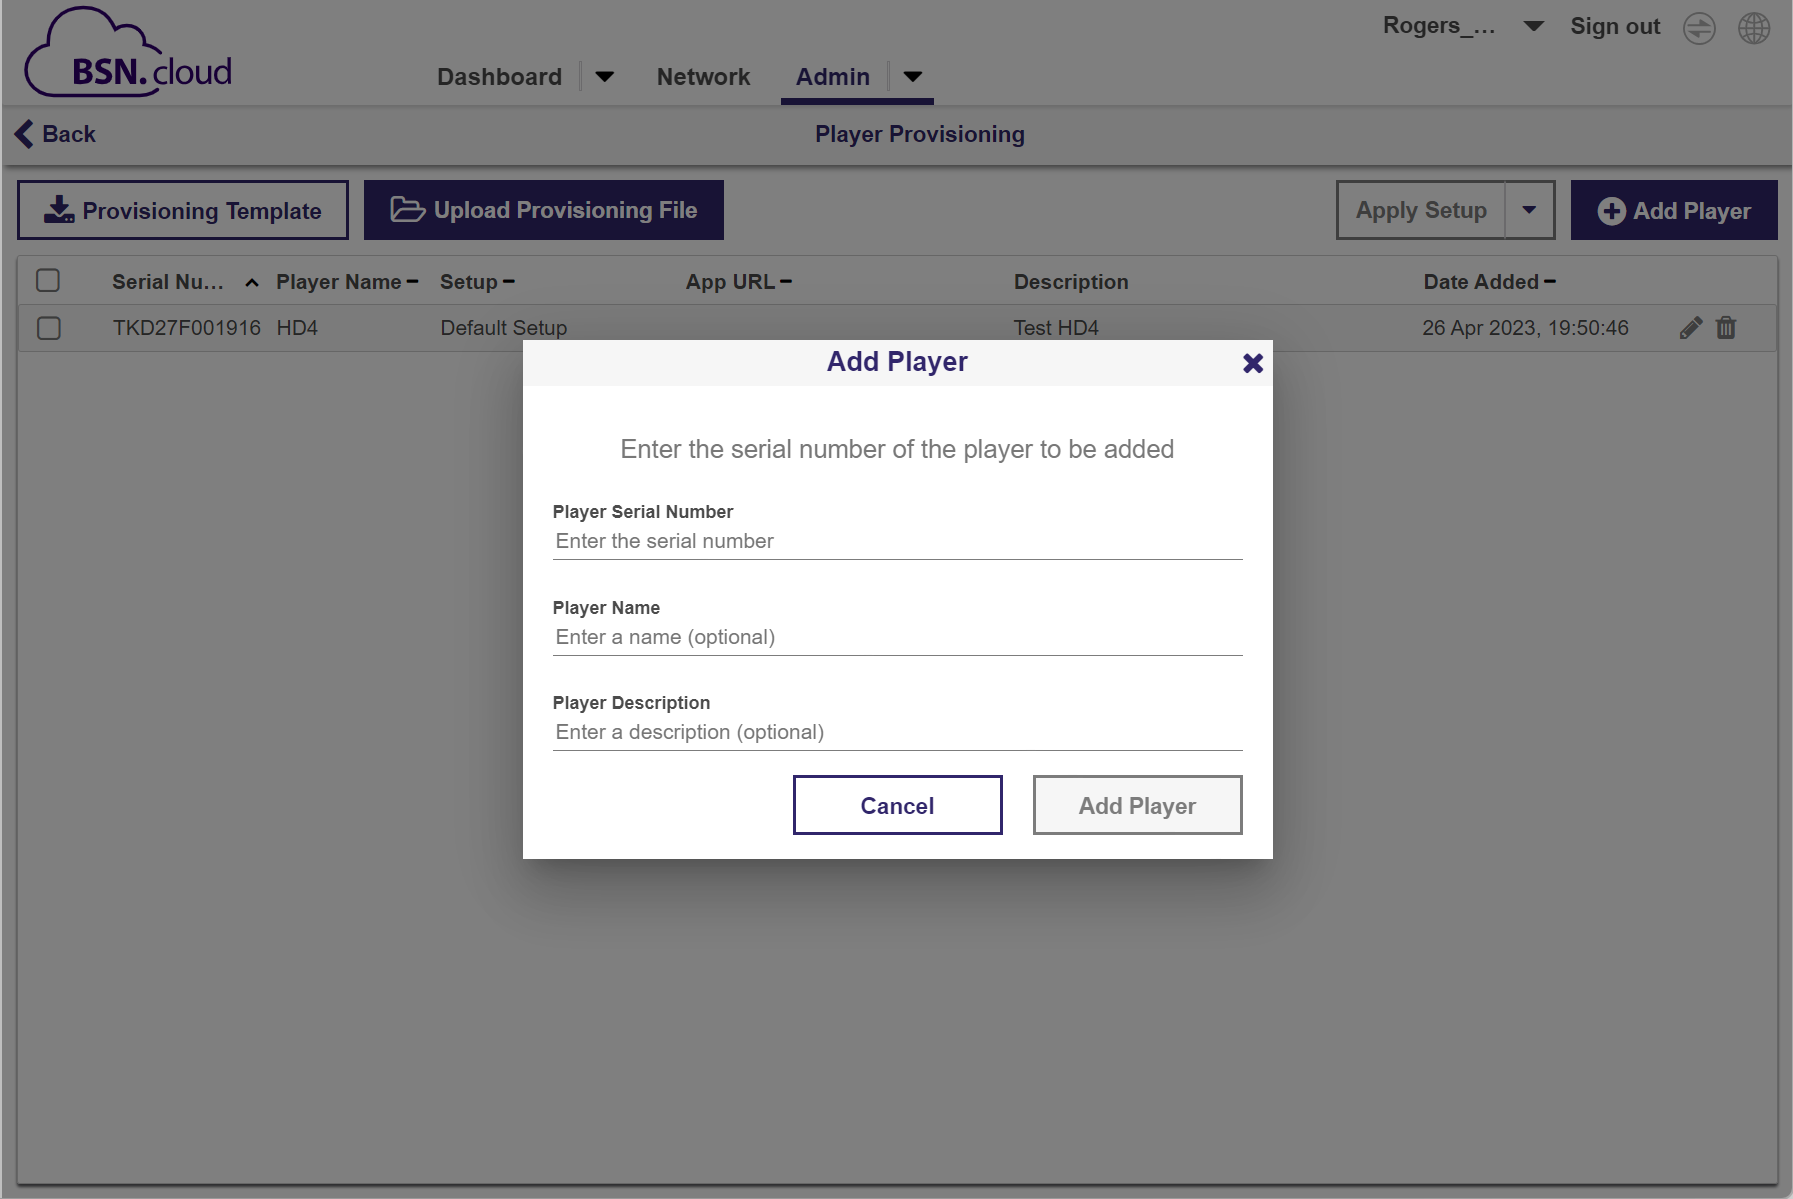 BSN.cloud
Rogers_... Sign out
Dashboard Network Admin
Back
Player Provisioning
Provisioning Template Upload Provisioning File Apply Setup Add Player
Serial Nu... Player Name Setup App URL Description Date Added
TKD27F001916 HD4 Default Setup Test HD4 26 Apr 2023, 19:50:46
Add Player
Enter the serial number of the player to be added
Player Serial Number
Enter the serial number
Player Name
Enter a name (optional)
Player Description
Enter a description (optional)
Cancel Add Player